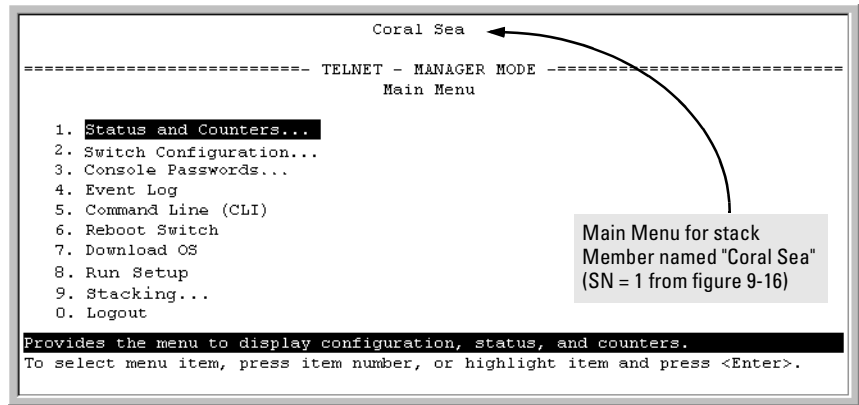 Coral Sea
============================- TELNET - MANAGER MODE -=============================
Main Menu
1. Status and Counters...
2. Switch Configuration...
3. Console Passwords...
4. Event Log
5. Command Line (CLI)
6. Reboot Switch
7. Download OS
8. Run Setup
9. Stacking...
0. Logout
Main Menu for stack
Member named "Coral Sea"
(SN = 1 from figure 9-16)
Provides the menu to display configuration, status, and counters.
To select menu item, press item number, or highlight item and press <Enter>.